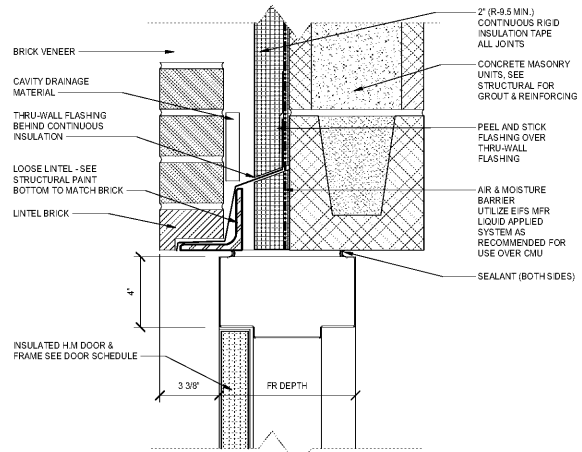 BRICK VENEER
CAVITY DRAINAGE
MATERIAL
THRU-WALL FLASHING
BEHIND CONTINUOUS
INSULATION
LOOSE LINTEL - SEE
STRUCTURAL PAINT
BOTTOM TO MATCH BRICK
LINTEL BRICK
4"
INSULATED H.M DOOR &
FRAME SEE DOOR SCHEDULE
3 3/8"
FR DEPTH
2" (R-9.5 MIN.)
CONTINUOUS RIGID
INSULATION TAPE
ALL JOINTS
CONCRETE MASONRY
UNITS, SEE
STRUCTURAL FOR
GROUT & REINFORCING
PEEL AND STICK
FLASHING OVER
THRU-WALL
FLASHING
AIR & MOISTURE
BARRIER
UTILIZE EIFS MFR
LIQUID APPLIED
SYSTEM AS
RECOMMENDED FOR
USE OVER CMU
SEALANT (BOTH SIDES)